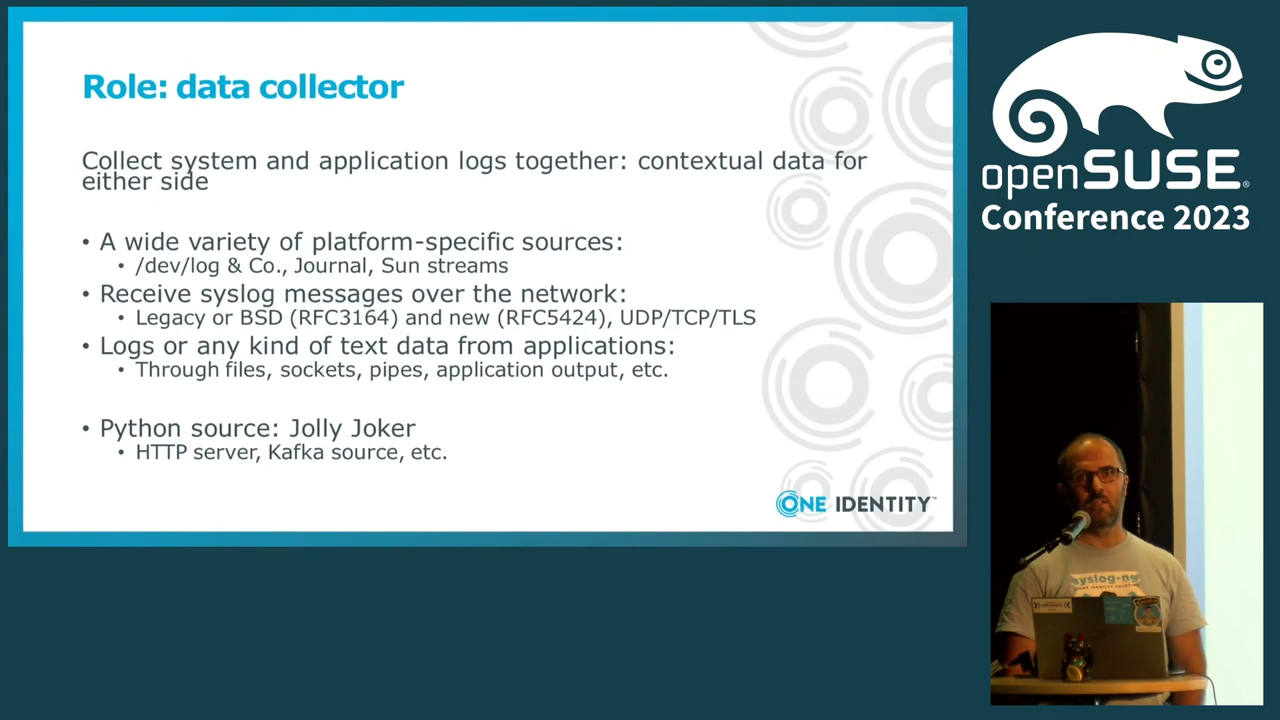 Role: data collector
Collect system and application logs together: contextual data for
either side
• A wide variety of platform-specific sources:
• /dev/log & Co., Journal, Sun streams
• Receive syslog messages over the network:
• Legacy or BSD (RFC3164) and new (RFC5424), UDP/TCP/TLS
• Logs or any kind of text data from applications:
• Through files, sockets, pipes, application output, etc.
• Python source: Jolly Joker
• HTTP server, Kafka source, etc.
ONE IDENTITY™
openSUSE®
Conference 2023
syslog-ng